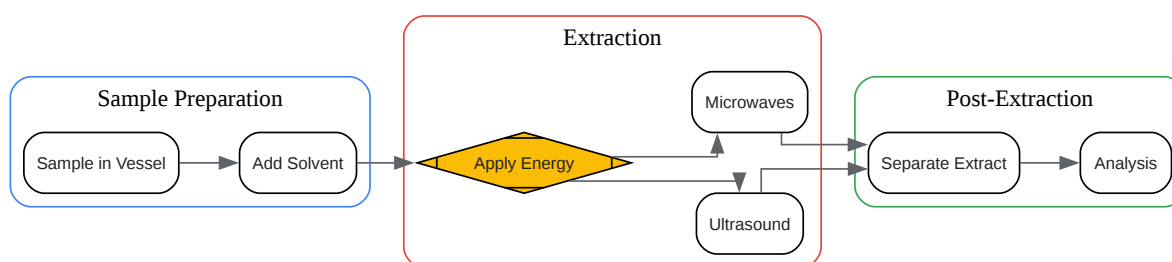 Sample Preparation
Sample in Vessel
Add Solvent
Extraction
Apply Energy
Microwaves
Ultrasound
Post-Extraction
Separate Extract
Analysis